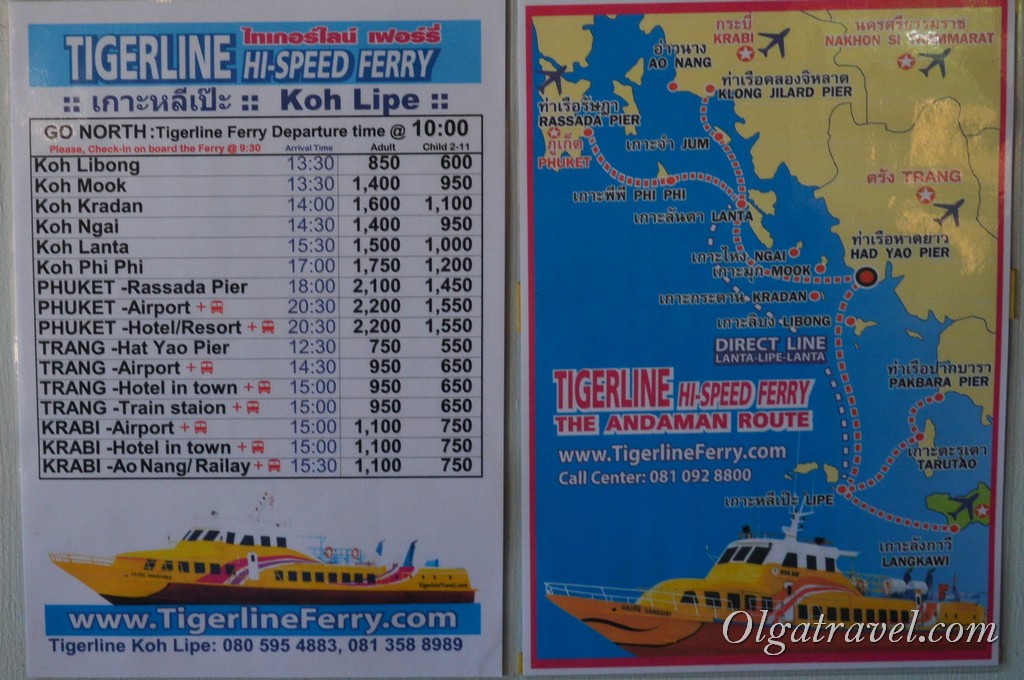 TIGERLINE ไทเกอร์ไลน์ เฟอร์รี่
HI-SPEED FERRY
:: เกาะหลีเป๊ะ :: Koh Lipe ::
GO NORTH :Tigerline Ferry Departure time @ 10:00
Please, Check-in on board the Ferry @ 9:30 Arrival Time Adult Child 2-11
Koh Libong 13:30 850 600
Koh Mook 13:30 1,400 950
Koh Kradan 14:00 1,600 1,100
Koh Ngai 14:30 1,400 950
Koh Lanta 15:30 1,500 1,000
Koh Phi Phi 17:00 1,750 1,200
PHUKET -Rassada Pier 18:00 2,100 1,450
PHUKET -Airport + 20:30 2,200 1,550
PHUKET -Hotel/Resort + 20:30 2,200 1,550
TRANG -Hat Yao Pier 12:30 750 550
TRANG -Airport + 14:30 950 650
TRANG -Hotel in town + 15:00 950 650
TRANG -Train staion + 15:00 950 650
KRABI -Airport + 15:00 1,100 750
KRABI -Hotel in town + 15:00 1,100 750
KRABI -Ao Nang/ Railay + 15:30 1,100 750
www.TigerlineFerry.com
Tigerline Koh Lipe: 080 595 4883, 081 358 8989
กระบี่
KRABI
นครศรีธรรมราช
NAKHON SI THAMMARAT
อ่าวนาง
AO NANG
ท่าเรือคลองจิหลาด
KLONG JILARD PIER
ท่าเรือรัษฎา
RASSADA PIER
ภูเก็ต
PHUKET
เกาะจำ JUM
เกาะพีพี PHI PHI
เกาะลันตา LANTA
ตรัง TRANG
ท่าเรือหาดยาว
HAD YAO PIER
เกาะไหง NGAI
เกาะมุก MOOK
เกาะกระดาน KRADAN
เกาะลิบง LIBONG
DIRECT LINE
LANTA-LIPE-LANTA
ท่าเรือปากบารา
PAKBARA PIER
TIGERLINE HI-SPEED FERRY
THE ANDAMAN ROUTE
www.TigerlineFerry.com
Call Center: 081 092 8800
เกาะตะรุเตา
TARUTAO
เกาะหลีเป๊ะ LIPE
เกาะลังกาวี
LANGKAWI
Olgatravel.com